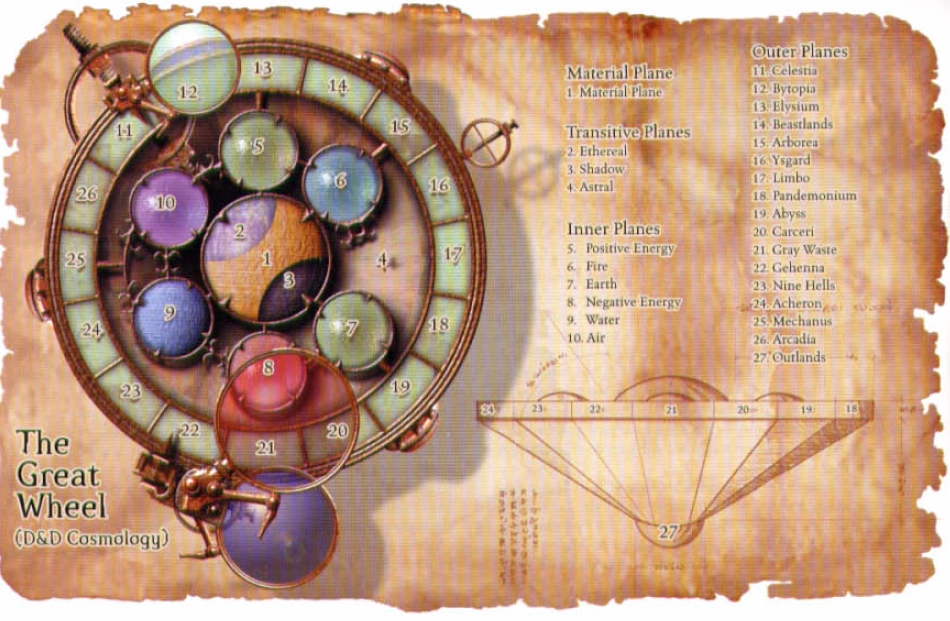 12
13
14
11
15
5
26
10
6
16
2
25
1
4
17
3
9
24
7
18
8
23
19
22
21
20
The
Great
Wheel
(D&D Cosmology)
Material Plane
1. Material Plane
Transitive Planes
2. Ethereal
3. Shadow
4. Astral
Inner Planes
5. Positive Energy
6. Fire
7. Earth
8. Negative Energy
9. Water
10. Air
Outer Planes
11. Celestia
12. Bytopia
13. Elysium
14. Beastlands
15. Arborea
16. Ysgard
17. Limbo
18. Pandemonium
19. Abyss
20. Carceri
21. Gray Waste
22. Gehenna
23. Nine Hells
24. Acheron
25. Mechanus
26. Arcadia
27. Outlands
24 23 22 21 20 19 18
27